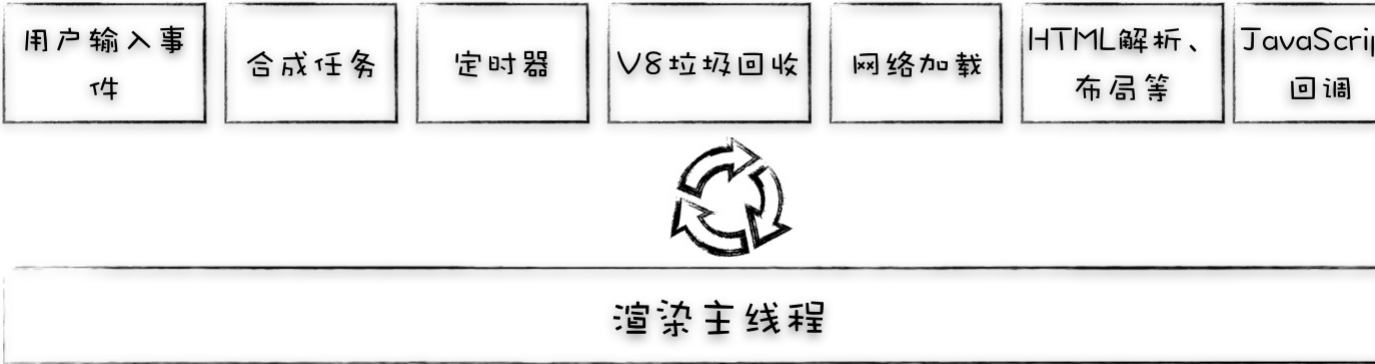 用户输入事
件
合成任务
定时器
V8垃圾回收
网络加载
HTML解析、
布局等
JavaScrip
回调
渲染主线程